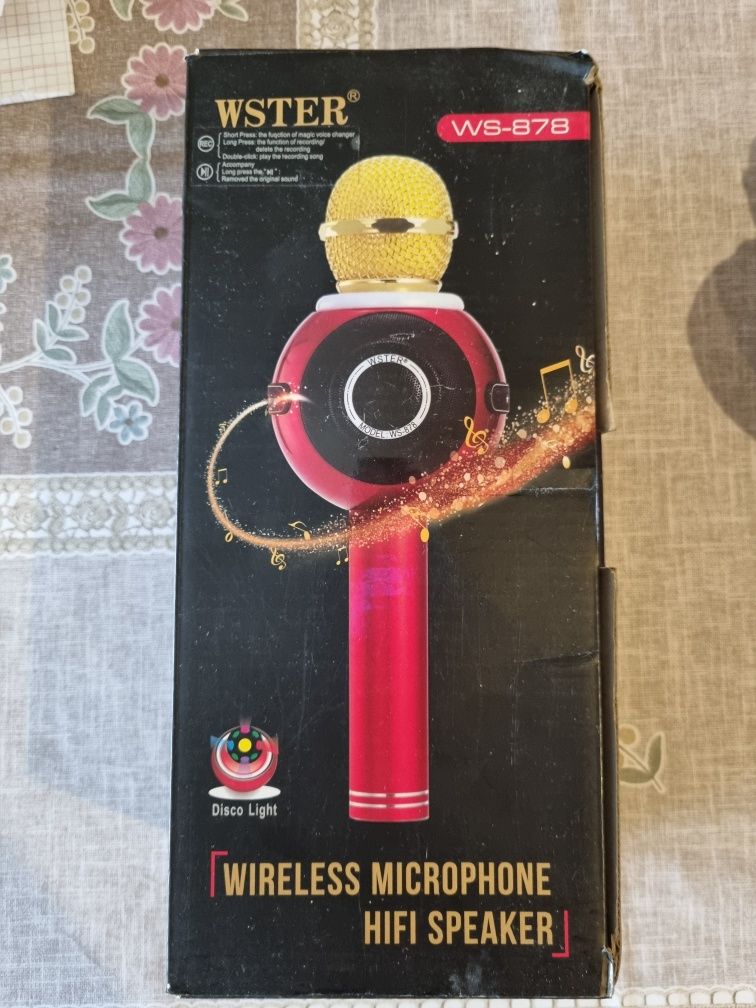 WSTER®
WS-878
REC
Short Press: the fuqction of magic voice changer
Long Press: the function of recording/
delete the recording
Double-click: play the recording song
Accompany
Long press the "⏯" :
Removed the original sound
WSTER®
MODEL: WS-878
Disco Light
WIRELESS MICROPHONE
HIFI SPEAKER